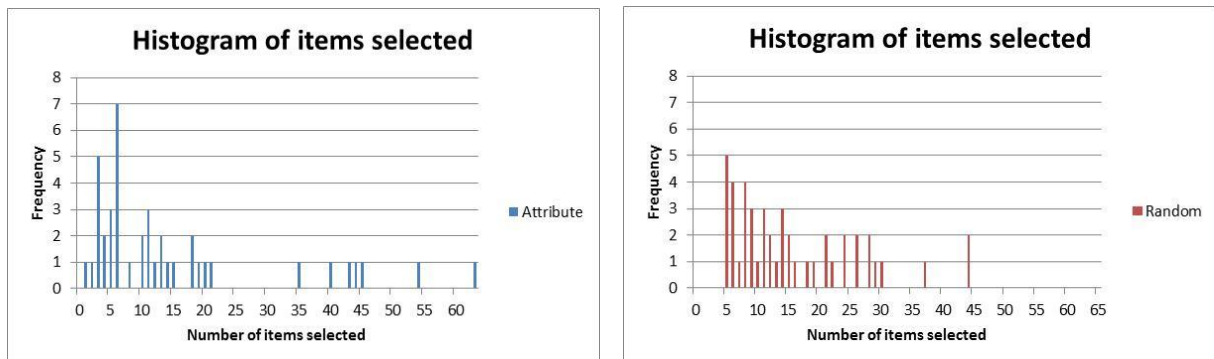 Histogram of items selected
8
7
6
5
4
3
2
1
0
Frequency
0 5 10 15 20 25 30 35 40 45 50 55 60
Number of items selected
Attribute
Histogram of items selected
8
7
6
5
4
3
2
1
0
Frequency
0 5 10 15 20 25 30 35 40 45 50 55 60 65
Number of items selected
Random